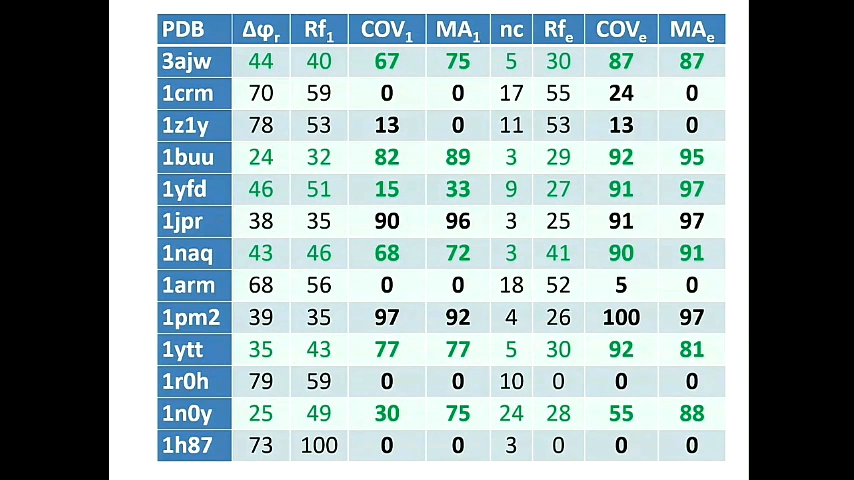 PDB Δφr Rf1 COV1 MA1 nc Rfe COVe MAe
3ajw 44 40 67 75 5 30 87 87
1crm 70 59 0 0 17 55 24 0
1z1y 78 53 13 0 11 53 13 0
1buu 24 32 82 89 3 29 92 95
1yfd 46 51 15 33 9 27 91 97
1jpr 38 35 90 96 3 25 91 97
1naq 43 46 68 72 3 41 90 91
1arm 68 56 0 0 18 52 5 0
1pm2 39 35 97 92 4 26 100 97
1ytt 35 43 77 77 5 30 92 81
1r0h 79 59 0 0 10 0 0 0
1n0y 25 49 30 75 24 28 55 88
1h87 73 100 0 0 3 0 0 0